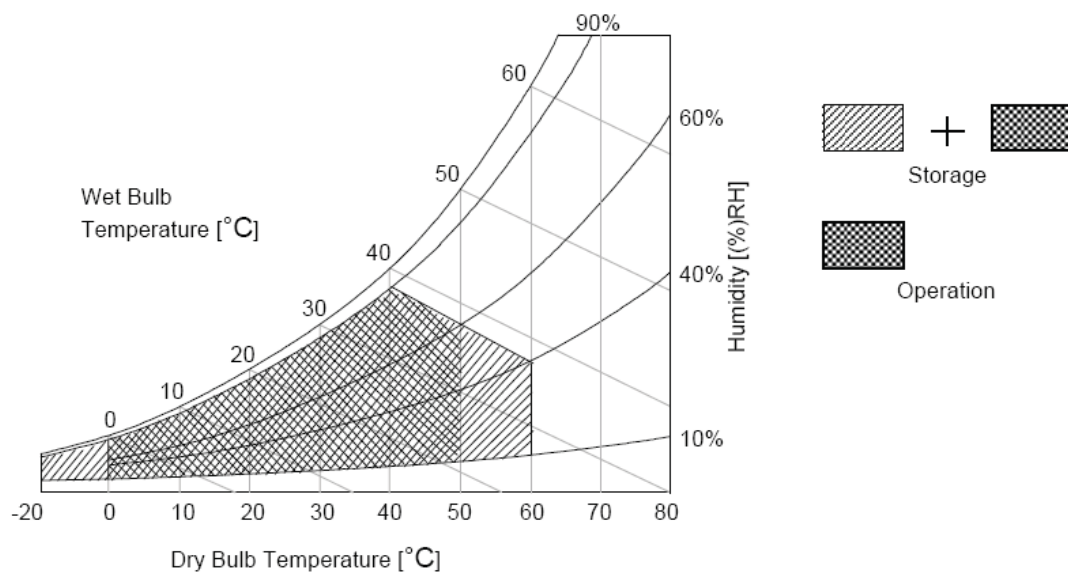 90%
60
60%
50
Storage
Wet Bulb
Temperature [°C]
40
40%
Humidity [(%)RH]
Operation
30
20
10
0
10%
-20 0 10 20 30 40 50 60 70 80
Dry Bulb Temperature [°C]